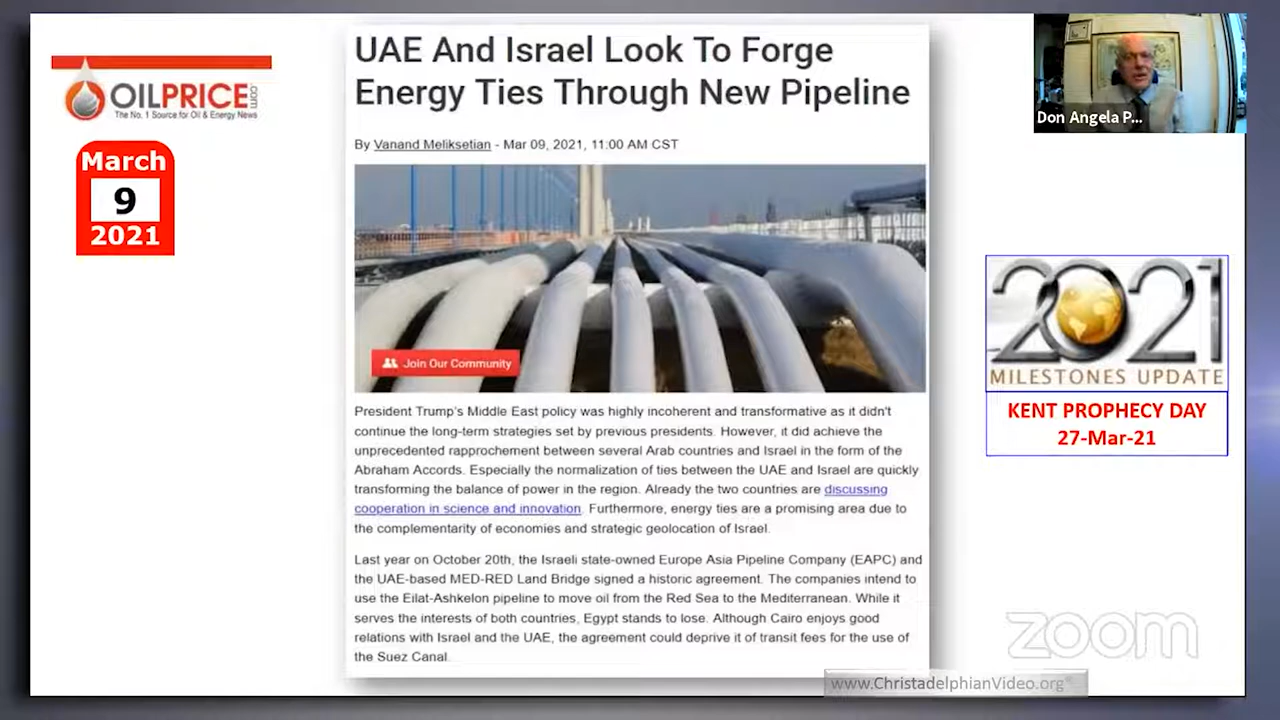 OILPRICE.com
The No. 1 Source for Oil & Energy News
March
9
2021
UAE And Israel Look To Forge
Energy Ties Through New Pipeline
By Vanand Meliksetian - Mar 09, 2021, 11:00 AM CST
Join Our Community
President Trump's Middle East policy was highly incoherent and transformative as it didn't
continue the long-term strategies set by previous presidents. However, it did achieve the
unprecedented rapprochement between several Arab countries and Israel in the form of the
Abraham Accords. Especially the normalization of ties between the UAE and Israel are quickly
transforming the balance of power in the region. Already the two countries are discussing
cooperation in science and innovation. Furthermore, energy ties are a promising area due to
the complementarity of economies and strategic geolocation of Israel.
Last year on October 20th, the Israeli state-owned Europe Asia Pipeline Company (EAPC) and
the UAE-based MED-RED Land Bridge signed a historic agreement. The companies intend to
use the Eilat-Ashkelon pipeline to move oil from the Red Sea to the Mediterranean. While it
serves the interests of both countries, Egypt stands to lose. Although Cairo enjoys good
relations with Israel and the UAE, the agreement could deprive it of transit fees for the use of
the Suez Canal.
Don Angela P...
2021
MILESTONES UPDATE
KENT PROPHECY DAY
27-Mar-21
zoom
www.ChristadelphianVideo.org